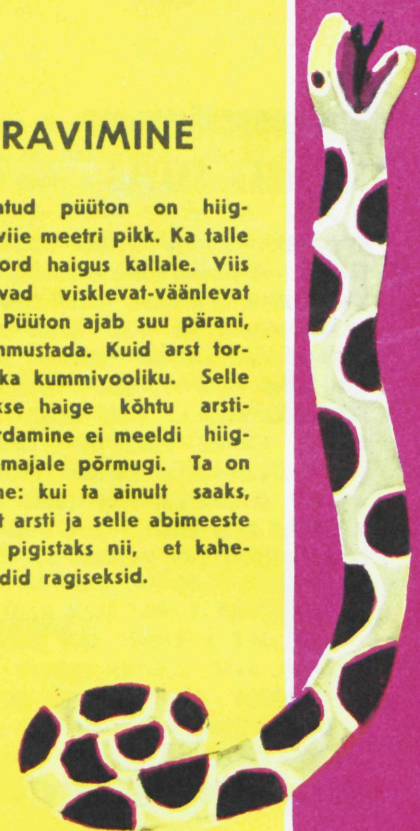 RAVIMINE
atud püüton on hiig-
viie meetri pikk. Ka talle
ord haigus kallale. Viis
vad visklevat-väänlevat
Püüton ajab suu pärani,
mmustada. Kuid arst tor-
ka kummivooliku. Selle
kse haige kõhtu arsti-
rdamine ei meeldi hiig-
majale põrmugi. Ta on
ne: kui ta ainult saaks,
t arsti ja selle abimeeste
pigistaks nii, et kahe-
did ragiseksid.